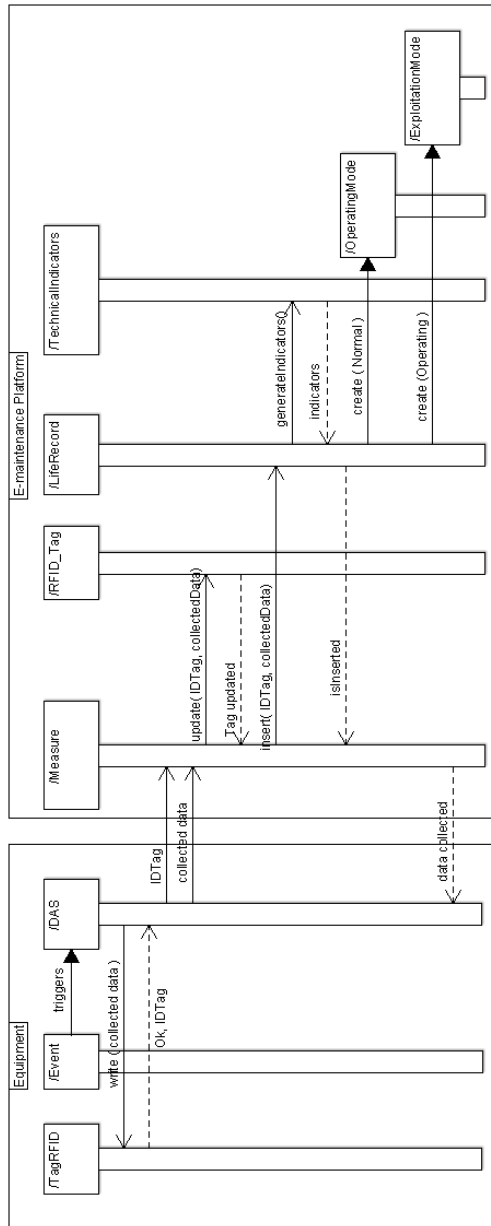 Equipment
E-maintenance Platform
/TagRFID
/Event
/DAS
/Measure
/RFID_Tag
/LifeRecord
/TechnicalIndicators
/OperatingMode
/ExploitationMode
triggers
write ( collected data )
Ok, IDTag
IDTag
collected data
update( IDTag, collectedData)
Tag updated
insert( IDTag, collectedData)
generateIndicators()
indicators
create ( Normal )
isInserted
create (Operating )
data collected